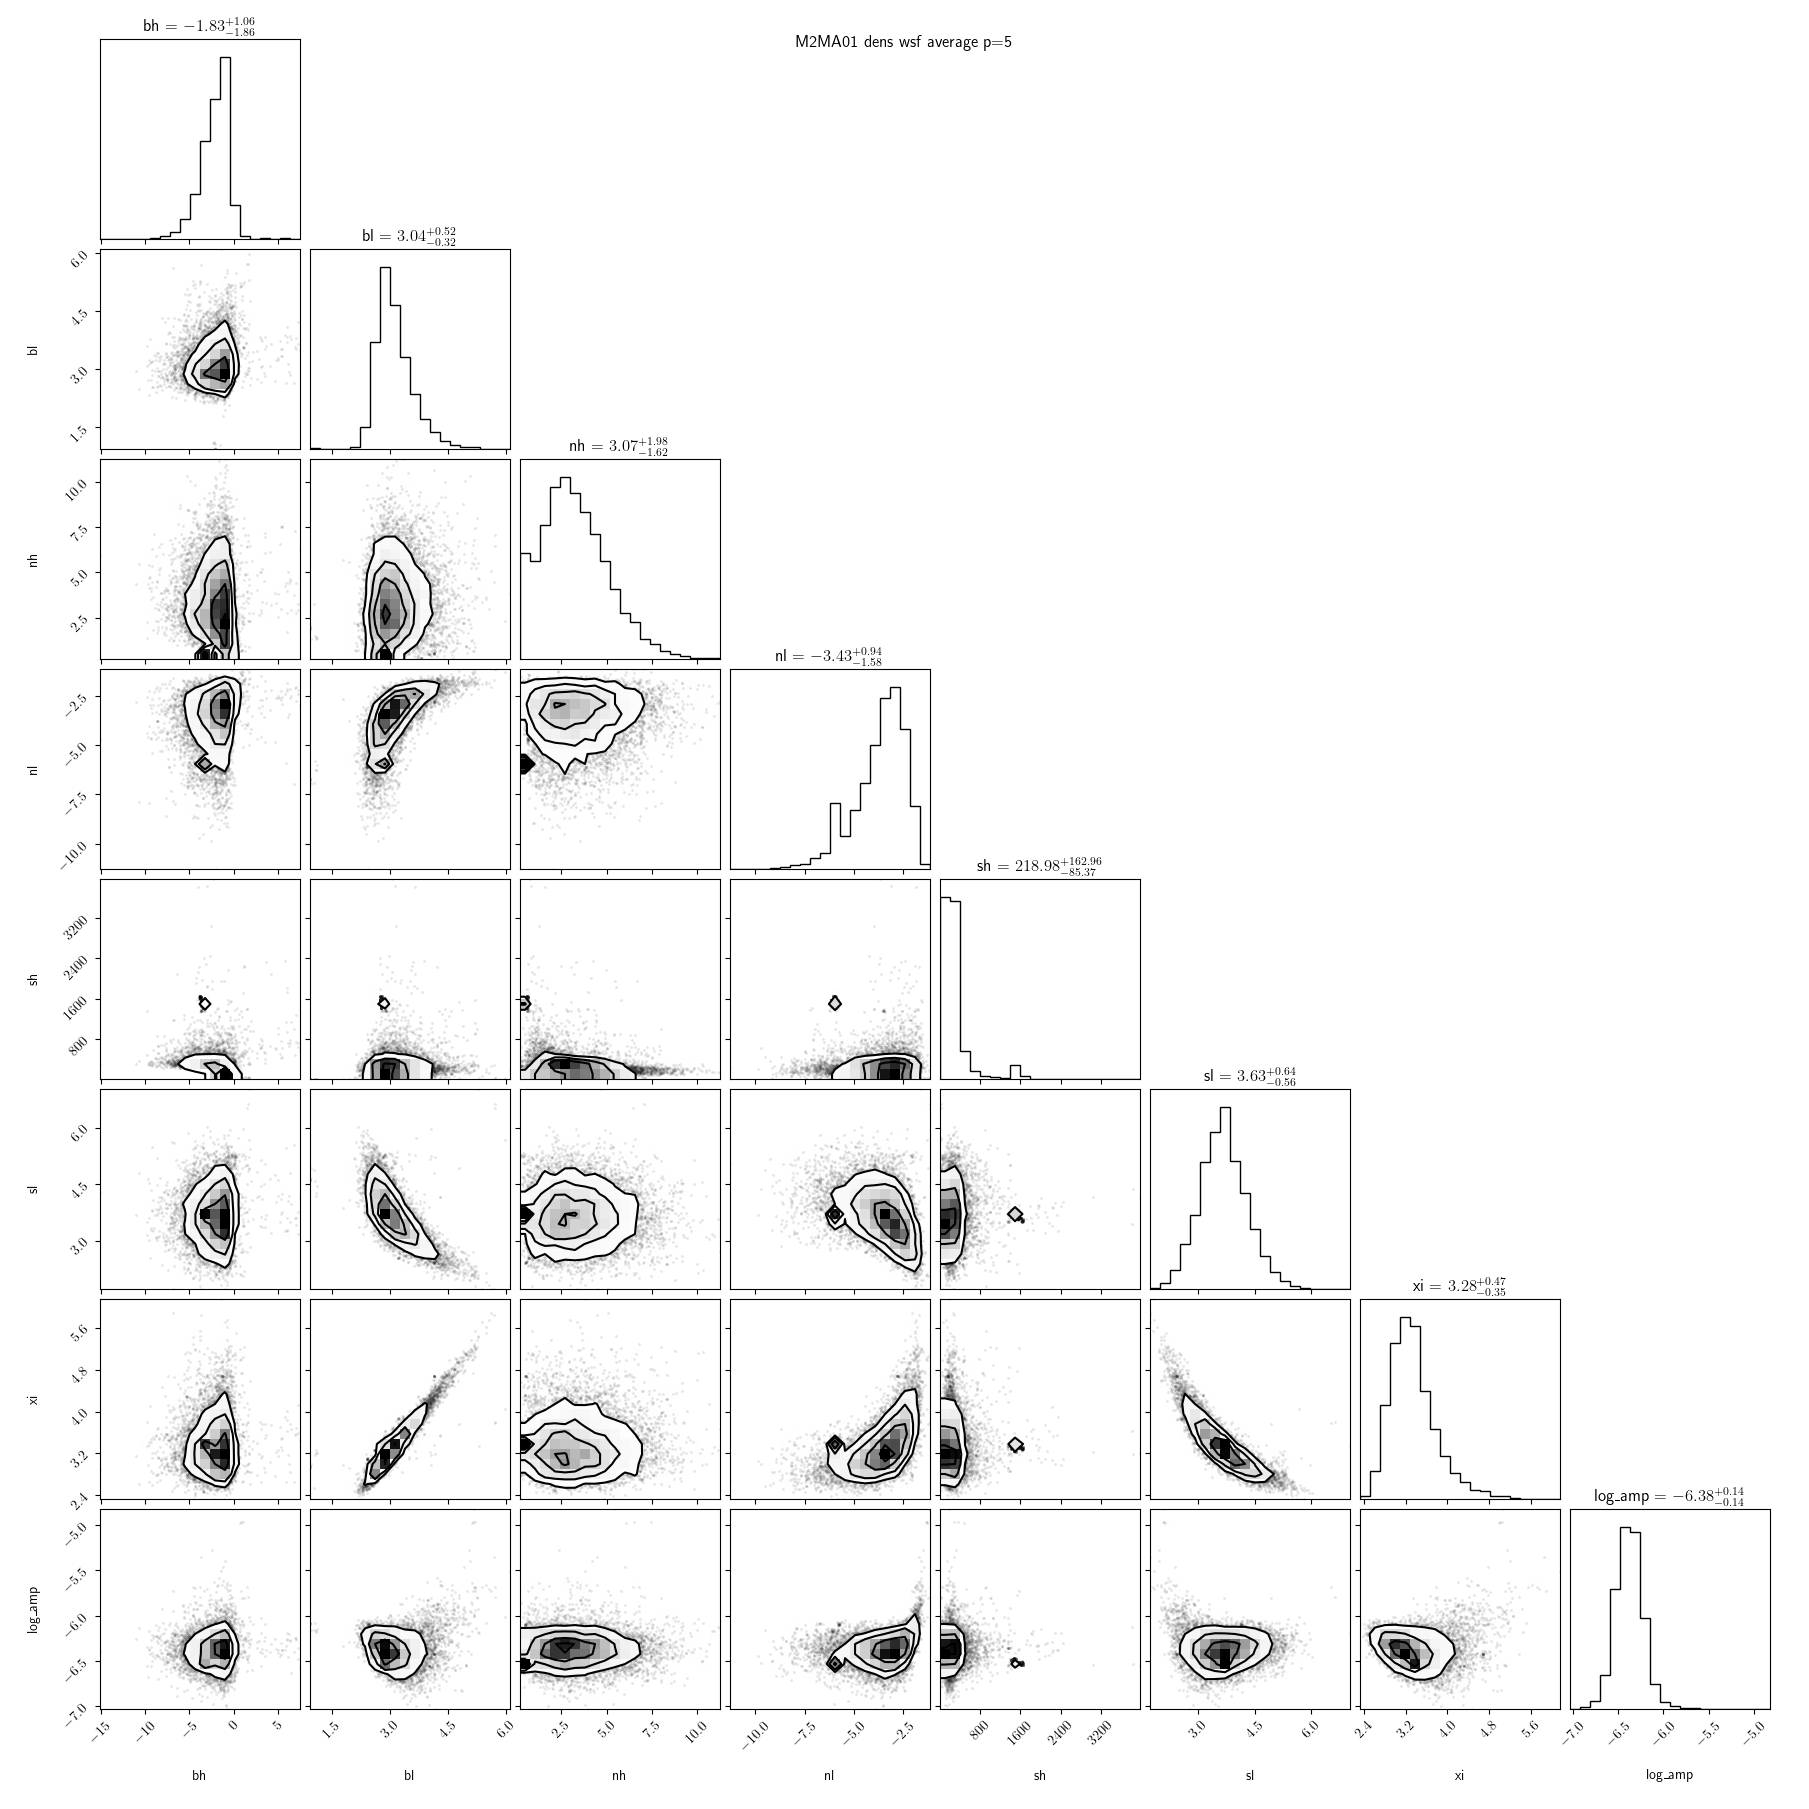 bh = −1.83+1.06−1.86
M2MA01 dens wsf average p=5
bl = 3.04+0.52−0.32
6.0
4.5
3.0
1.5
bl
nh = 3.07+1.98−1.62
10.0
7.5
5.0
2.5
nh
nl = −3.43+0.94−1.58
−2.5
−5.0
−7.5
−10.0
nl
sh = 218.98+162.96−85.37
3200
2400
1600
800
sh
sl = 3.63+0.64−0.56
6.0
4.5
3.0
sl
xi = 3.28+0.47−0.35
5.6
4.8
4.0
3.2
2.4
xi
log_amp = −6.38+0.14−0.14
−5.0
−5.5
−6.0
−6.5
−7.0
log_amp
−15 −10 −5 0 5 1.5 3.0 4.5 6.0 2.5 5.0 7.5 10.0 −10.0 −7.5 −5.0 −2.5 800 1600 2400 3200 3.0 4.5 6.0 2.4 3.2 4.0 4.8 5.6 −7.0 −6.5 −6.0 −5.5 −5.0
bh bl nh nl sh sl xi log_amp